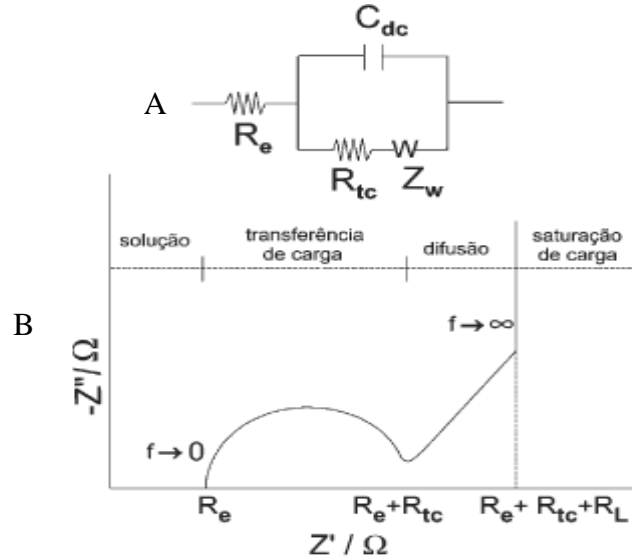 C_dc
A
R_e
R_tc Z_w
solução transferência de carga difusão saturação de carga
B
f→∞
-Z"/Ω
f→0
R_e R_e+R_tc R_e+ R_tc+R_L
Z' / Ω